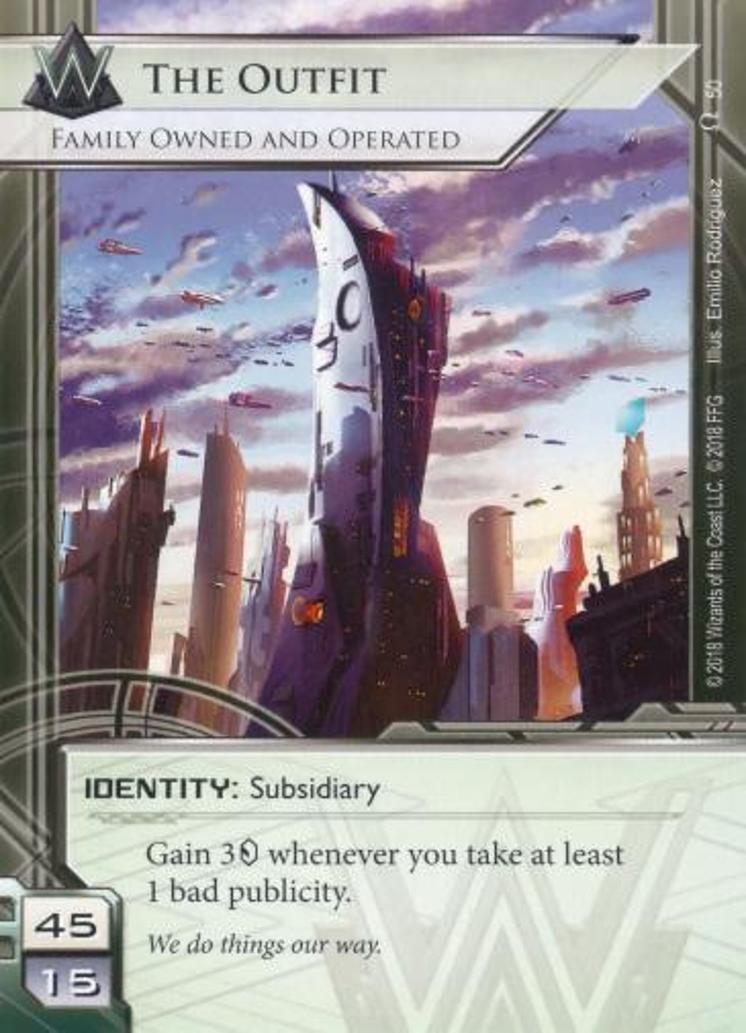 THE OUTFIT
FAMILY OWNED AND OPERATED
Ω 50
Illus. Emilio Rodriguez
© 2018 Wizards of the Coast LLC. © 2018 FFG
IDENTITY: Subsidiary
Gain 3 whenever you take at least
1 bad publicity.
We do things our way.
45
15